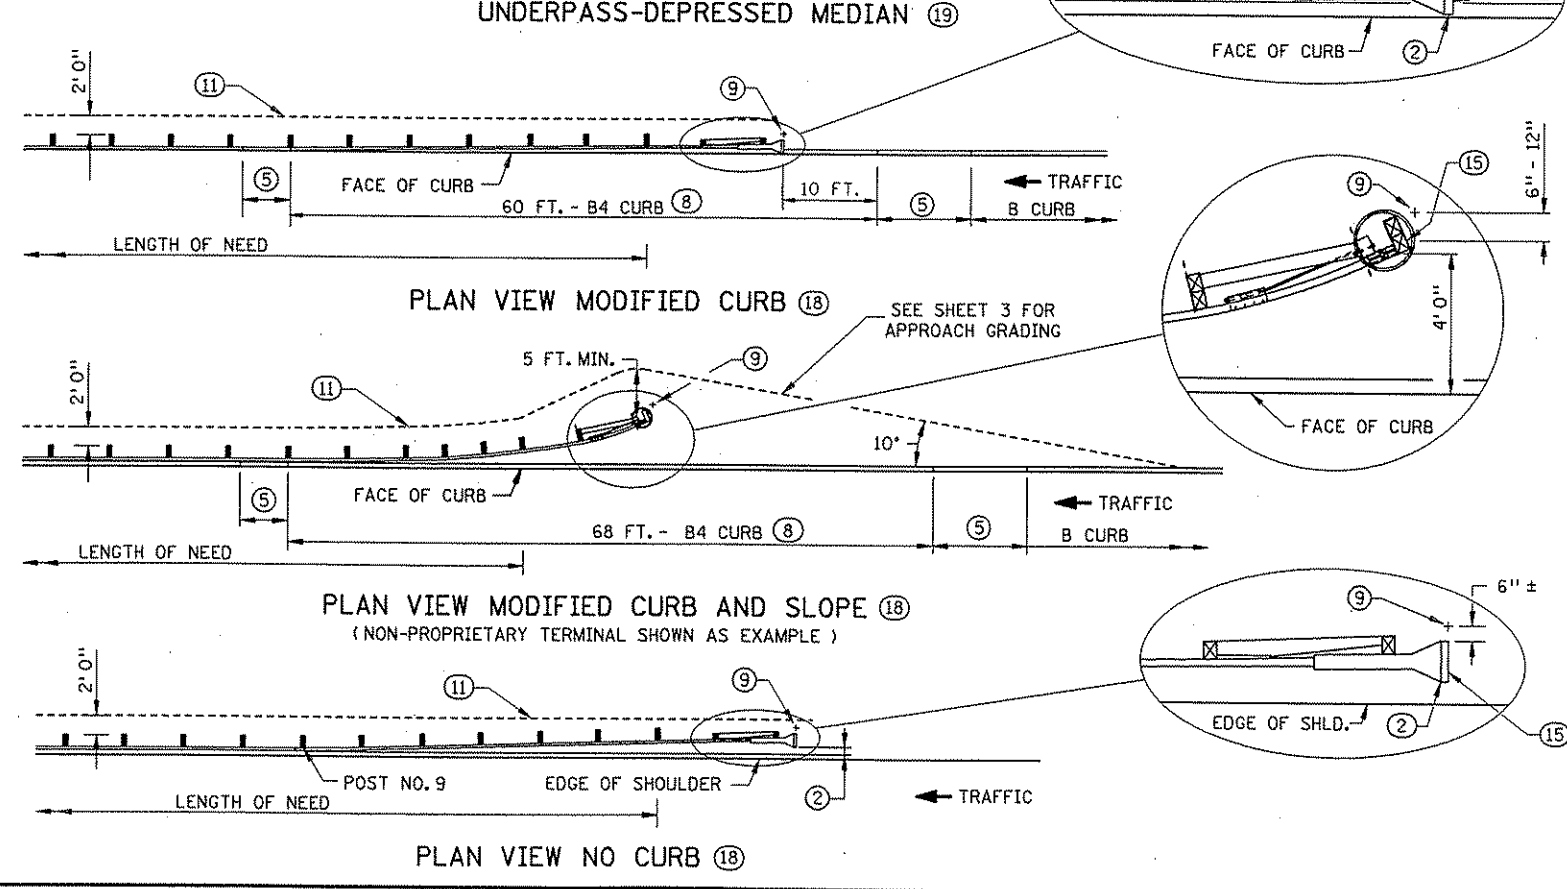 UNDERPASS-DEPRESSED MEDIAN 19
FACE OF CURB
2
2'0"
11
9
5
FACE OF CURB
10 FT.
TRAFFIC
60 FT. - B4 CURB 8
5
B CURB
LENGTH OF NEED
PLAN VIEW MODIFIED CURB 18
9
15
6" - 12"
4'0"
FACE OF CURB
SEE SHEET 3 FOR
APPROACH GRADING
5 FT. MIN.
9
2'0"
11
10°
5
FACE OF CURB
TRAFFIC
68 FT. - B4 CURB 8
5
B CURB
LENGTH OF NEED
PLAN VIEW MODIFIED CURB AND SLOPE 18
(NON-PROPRIETARY TERMINAL SHOWN AS EXAMPLE)
9
6" ±
EDGE OF SHLD.
2
15
2'0"
11
9
POST NO. 9
EDGE OF SHOULDER
2
TRAFFIC
LENGTH OF NEED
PLAN VIEW NO CURB 18